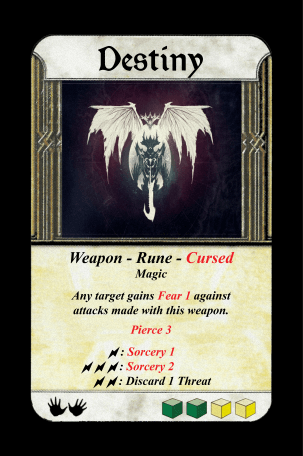 Destiny
Weapon - Rune - Cursed
Magic
Any target gains Fear 1 against
attacks made with this weapon.
Pierce 3
: Sorcery 1
: Sorcery 2
: Discard 1 Threat